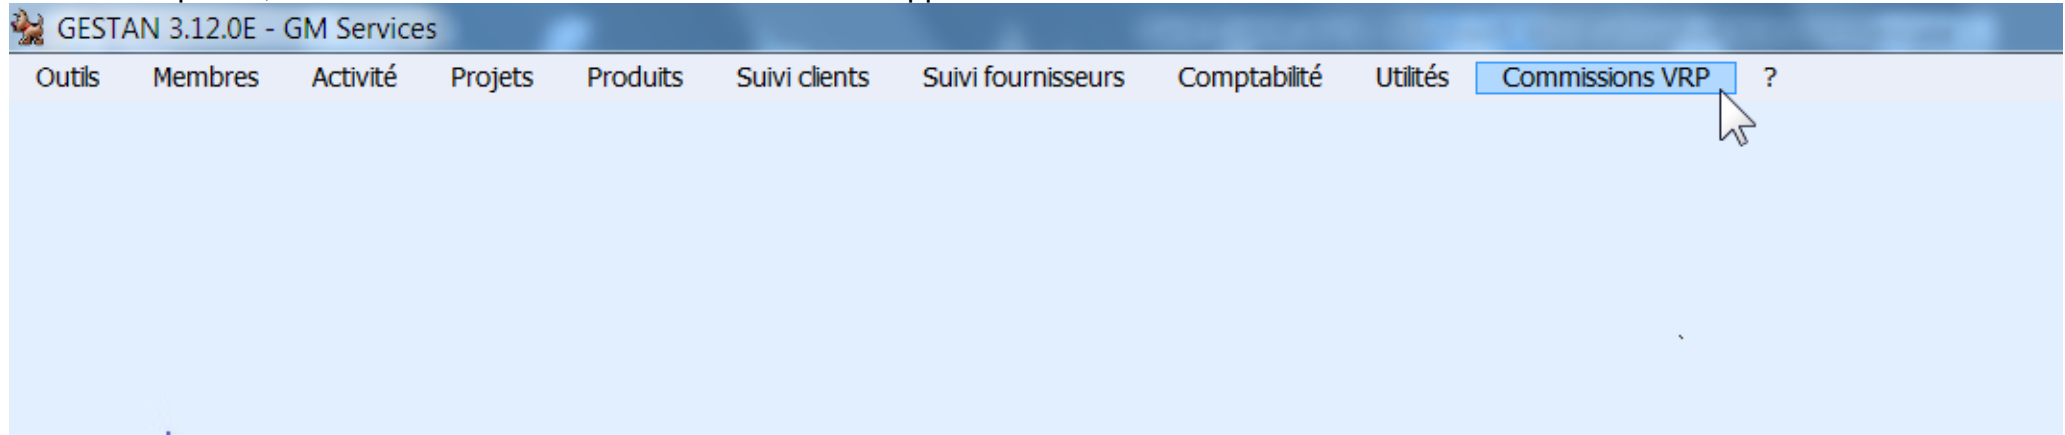 GESTAN 3.12.0E - GM Services
Outils Membres Activité Projets Produits Suivi clients Suivi fournisseurs Comptabilité Utilités Commissions VRP ?